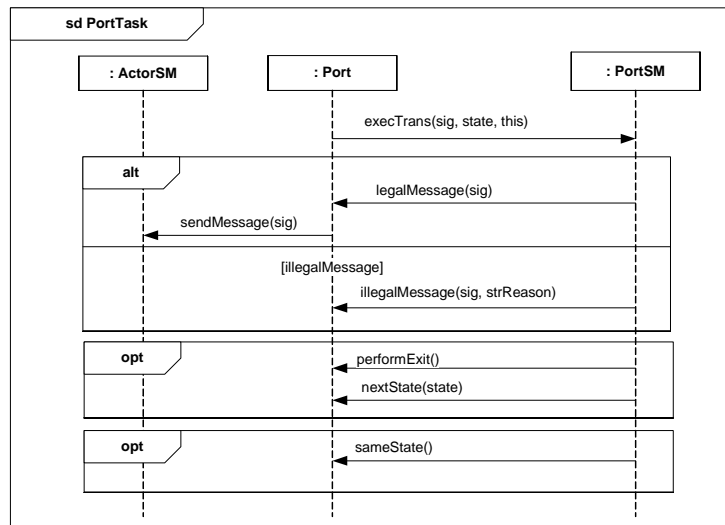 sd PortTask
: ActorSM
: Port
: PortSM
execTrans(sig, state, this)
alt
legalMessage(sig)
sendMessage(sig)
[illegalMessage]
illegalMessage(sig, strReason)
opt
performExit()
nextState(state)
opt
sameState()